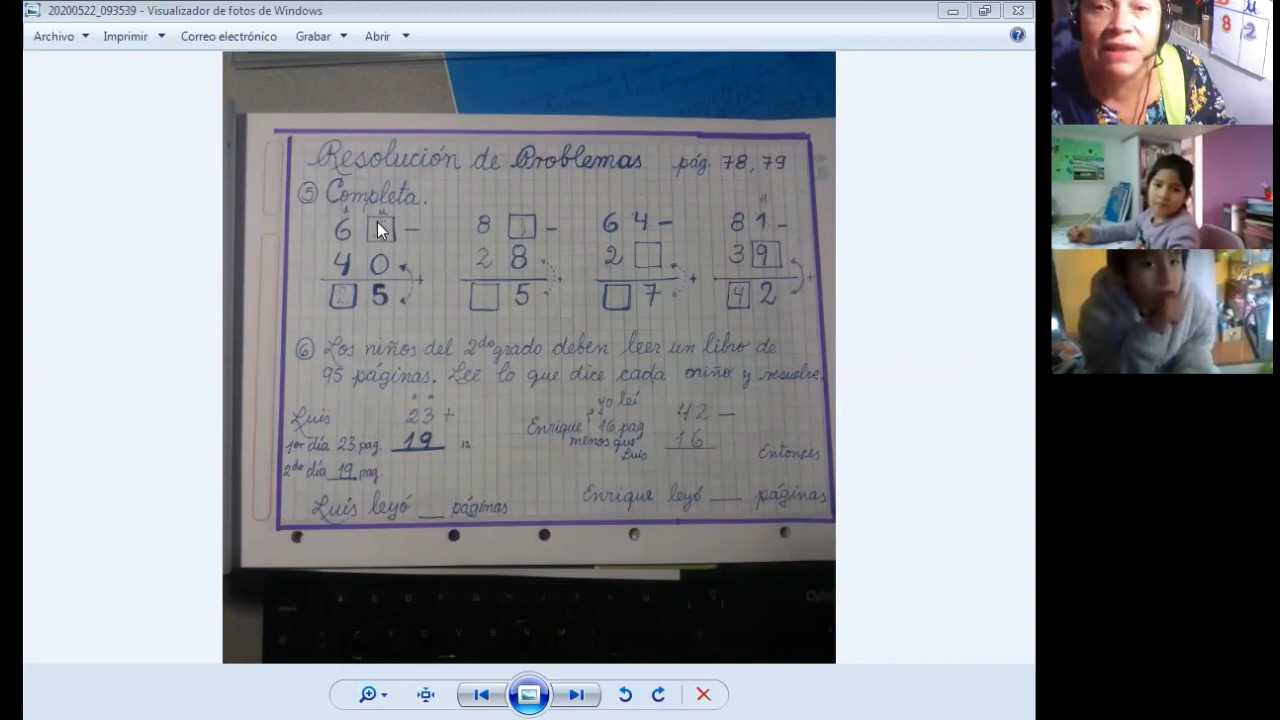 20200522_093539 - Visualizador de fotos de Windows
Archivo Imprimir Correo electrónico Grabar Abrir
Resolución de Problemas pág. 78, 79
⑤ Completa.
6 - 8 - 6 4 - 8 1 -
4 0 2 8 2 3 9
5 5 7 4 2
+ + + +
⑥ Los niños del 2do grado deben leer un libro de
95 páginas. Lee lo que dice cada niño y resuelve.
Luis 23 +
1er día 23 pag. 19
2do día 19 pag.
Luis leyó __ páginas
yo leí 42 -
Enrique 16 pag 16
menos que
Luis Entonces
Enrique leyó __ páginas
8 2